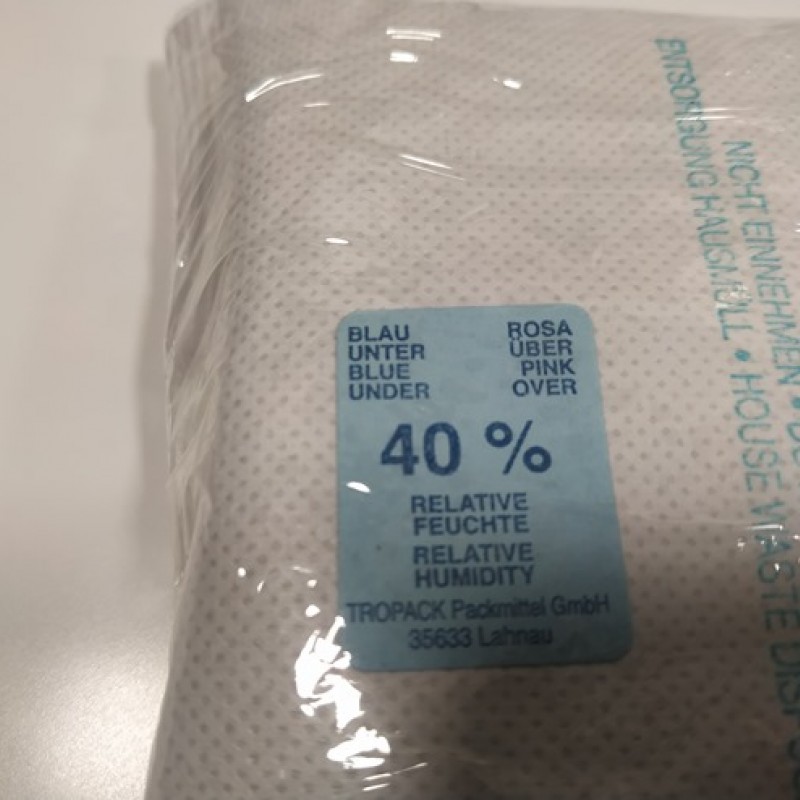 BLAU
UNTER
BLUE
UNDER
ROSA
ÜBER
PINK
OVER
40 %
RELATIVE
FEUCHTE
RELATIVE
HUMIDITY
TROPACK Packmittel GmbH
35633 Lahnau
NICHT EINNEHMEN •
ENTSORGUNG HAUSMÜLL • HOUSE WASTE